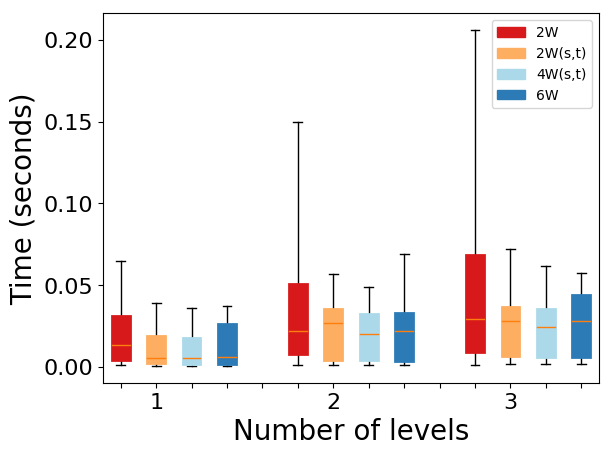 Time (seconds)
0.20
0.15
0.10
0.05
0.00
2W
2W(s,t)
4W(s,t)
6W
1 2 3
Number of levels